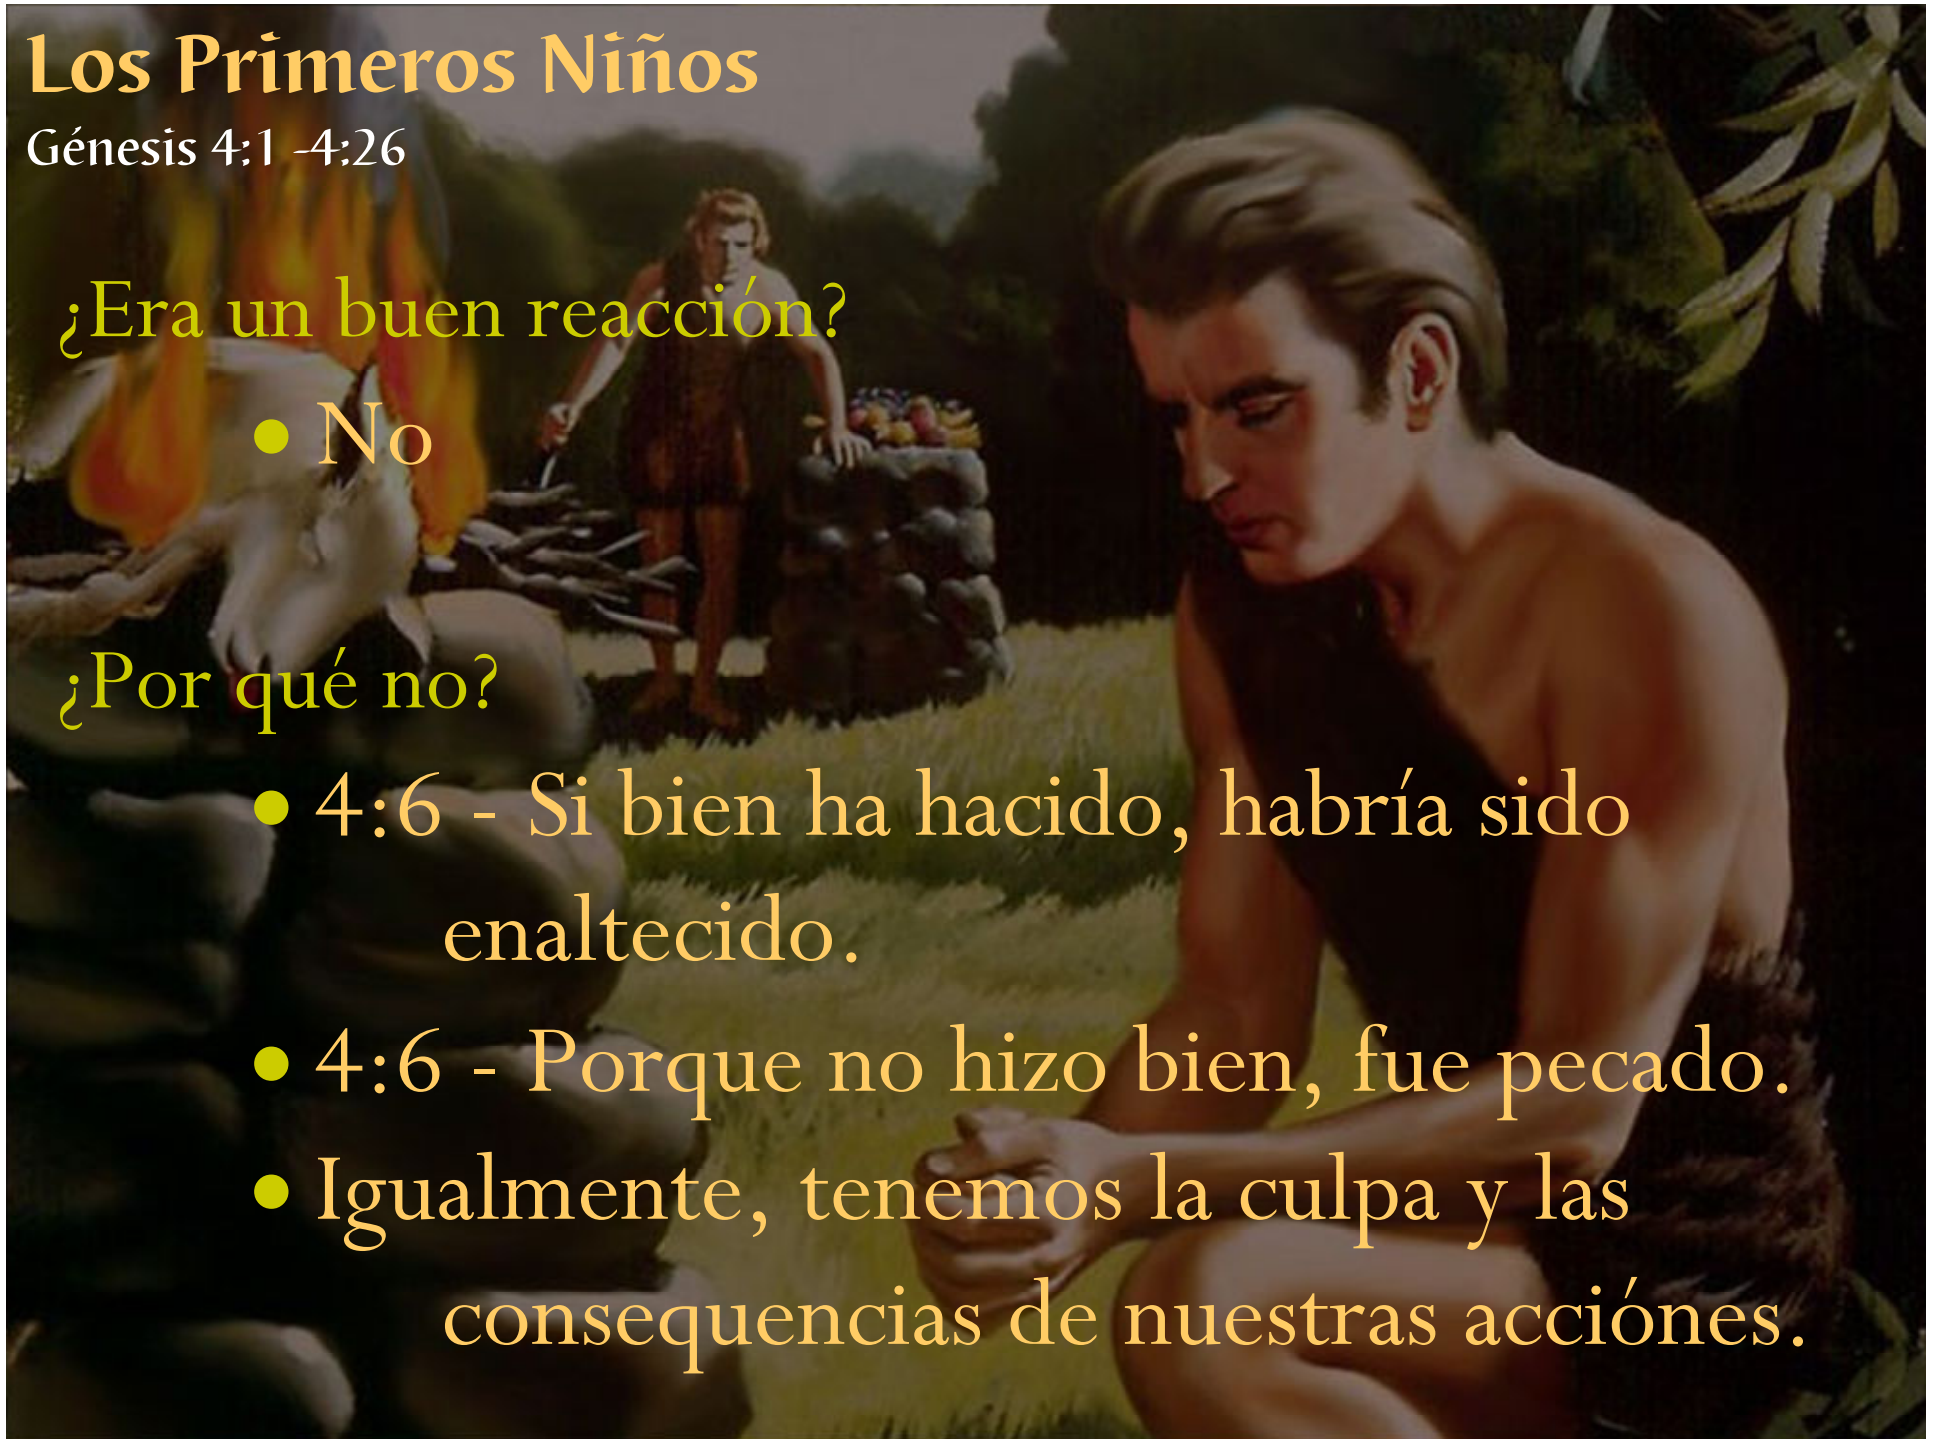 Los Primeros Niños
Génesis 4:1 -4:26
¿Era un buen reacción?
• No
¿Por qué no?
• 4:6 - Si bien ha hacido, habría sido
enaltecido.
• 4:6 - Porque no hizo bien, fue pecado.
• Igualmente, tenemos la culpa y las
consequencias de nuestras acciónes.